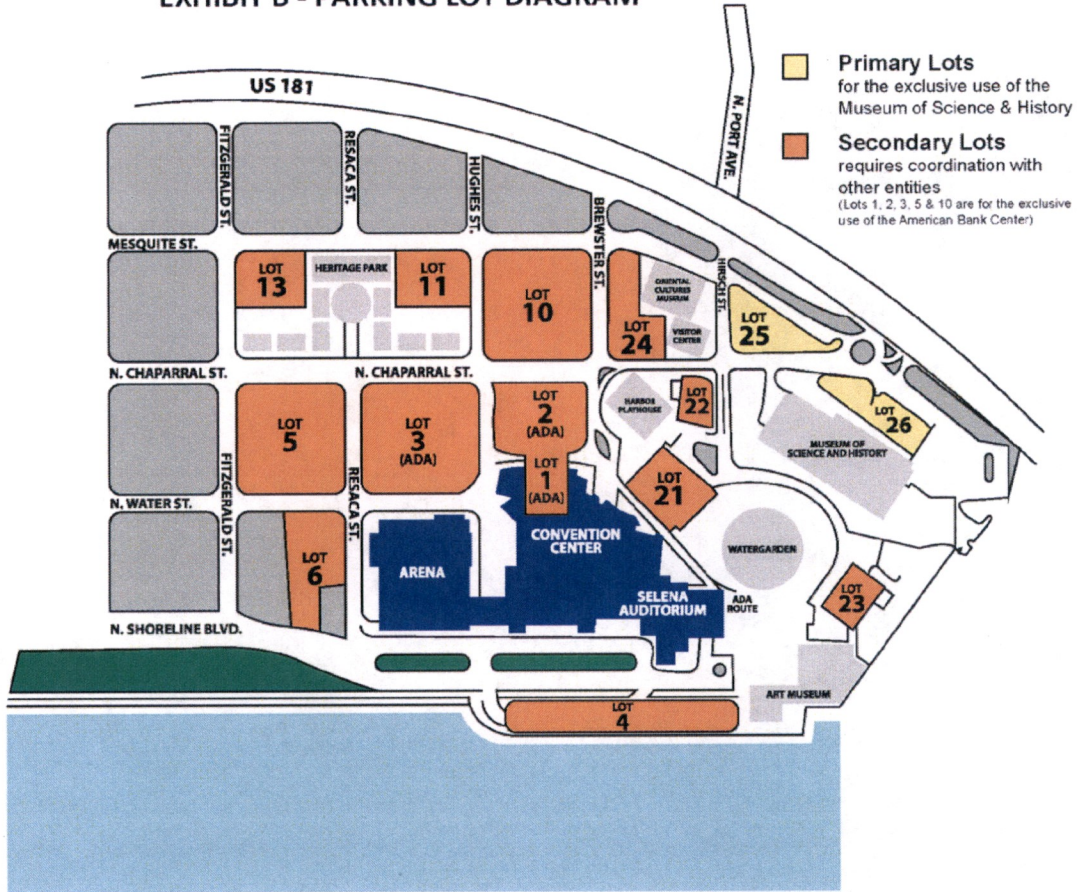 EXHIBIT B - PARKING LOT DIAGRAM
US 181
N. PORT AVE.
Primary Lots
for the exclusive use of the
Museum of Science & History
Secondary Lots
requires coordination with
other entities
(Lots 1, 2, 3, 5 & 10 are for the exclusive
use of the American Bank Center)
FITZGERALD ST.
RESACA ST.
HUGHES ST.
BREWSTER ST.
HIRSCH ST.
MESQUITE ST.
LOT
13
HERITAGE PARK
LOT
11
LOT
10
LOT
24
ORIENTAL
CULTURES
MUSEUM
VISITOR
CENTER
LOT
25
N. CHAPARRAL ST.
N. CHAPARRAL ST.
LOT
5
LOT
3
(ADA)
LOT
2
(ADA)
LOT
1
(ADA)
HARBOR
PLAYHOUSE
LOT
22
LOT
26
MUSEUM OF
SCIENCE AND HISTORY
LOT
21
FITZGERALD ST.
RESACA ST.
N. WATER ST.
LOT
6
ARENA
CONVENTION
CENTER
SELENA
AUDITORIUM
WATERGARDEN
ADA
ROUTE
LOT
23
N. SHORELINE BLVD.
ART MUSEUM
LOT
4